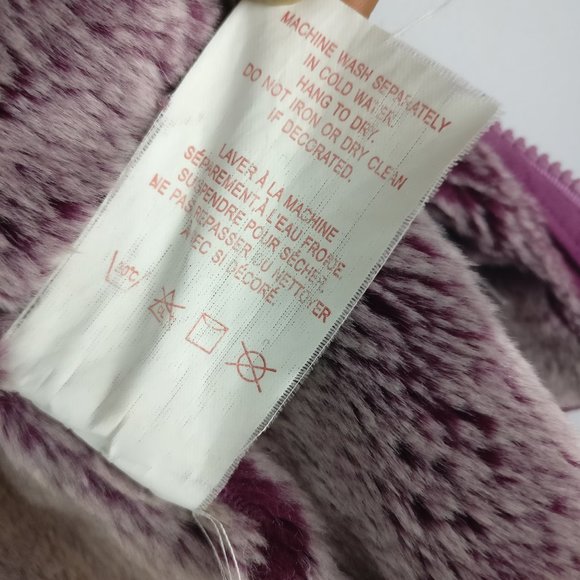 MACHINE WASH SEPARATELY
IN COLD WATER.
HANG TO DRY.
DO NOT IRON OR DRY CLEAN
IF DECORATED.
LAVER À LA MACHINE
SÉPARÉMENT, À L'EAU FROIDE
SUSPENDRE POUR SÉCHER
NE PAS REPASSER OU NETTOYER
AVEC SI DÉCORÉ